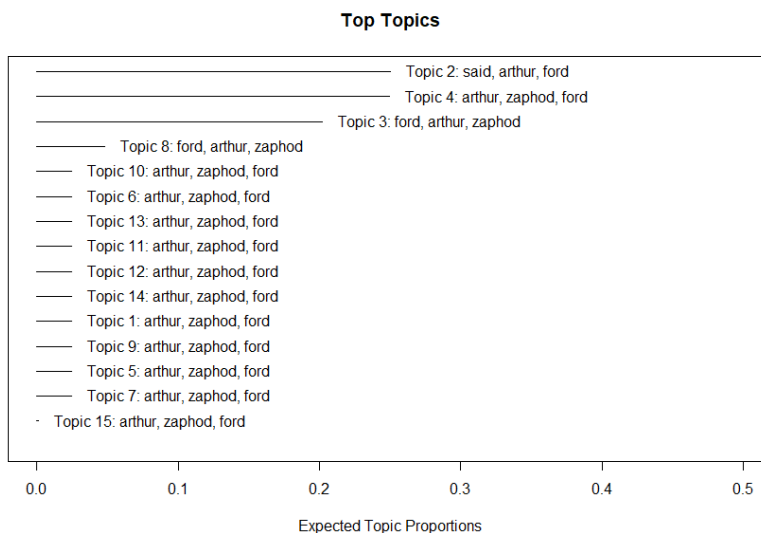 Top Topics
Topic 2: said, arthur, ford
Topic 4: arthur, zaphod, ford
Topic 3: ford, arthur, zaphod
Topic 8: ford, arthur, zaphod
Topic 10: arthur, zaphod, ford
Topic 6: arthur, zaphod, ford
Topic 13: arthur, zaphod, ford
Topic 11: arthur, zaphod, ford
Topic 12: arthur, zaphod, ford
Topic 14: arthur, zaphod, ford
Topic 1: arthur, zaphod, ford
Topic 9: arthur, zaphod, ford
Topic 5: arthur, zaphod, ford
Topic 7: arthur, zaphod, ford
Topic 15: arthur, zaphod, ford
0.0 0.1 0.2 0.3 0.4 0.5
Expected Topic Proportions